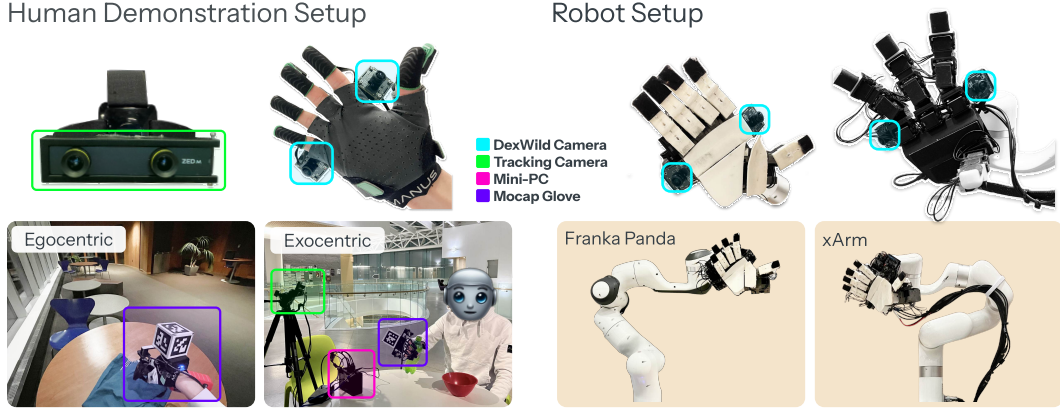 Human Demonstration Setup
Robot Setup
ZED M
MANUS
DexWild Camera
Tracking Camera
Mini-PC
Mocap Glove
Egocentric
Exocentric
Franka Panda
xArm